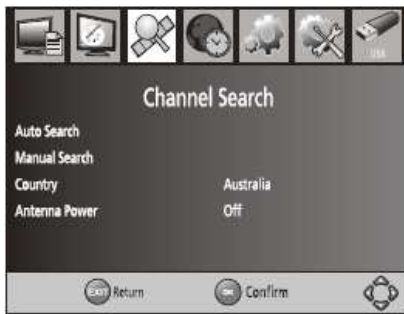 USB
Channel Search
Auto Search
Manual Search
Country Australia
Antenna Power Off
EXIT Return OK Confirm